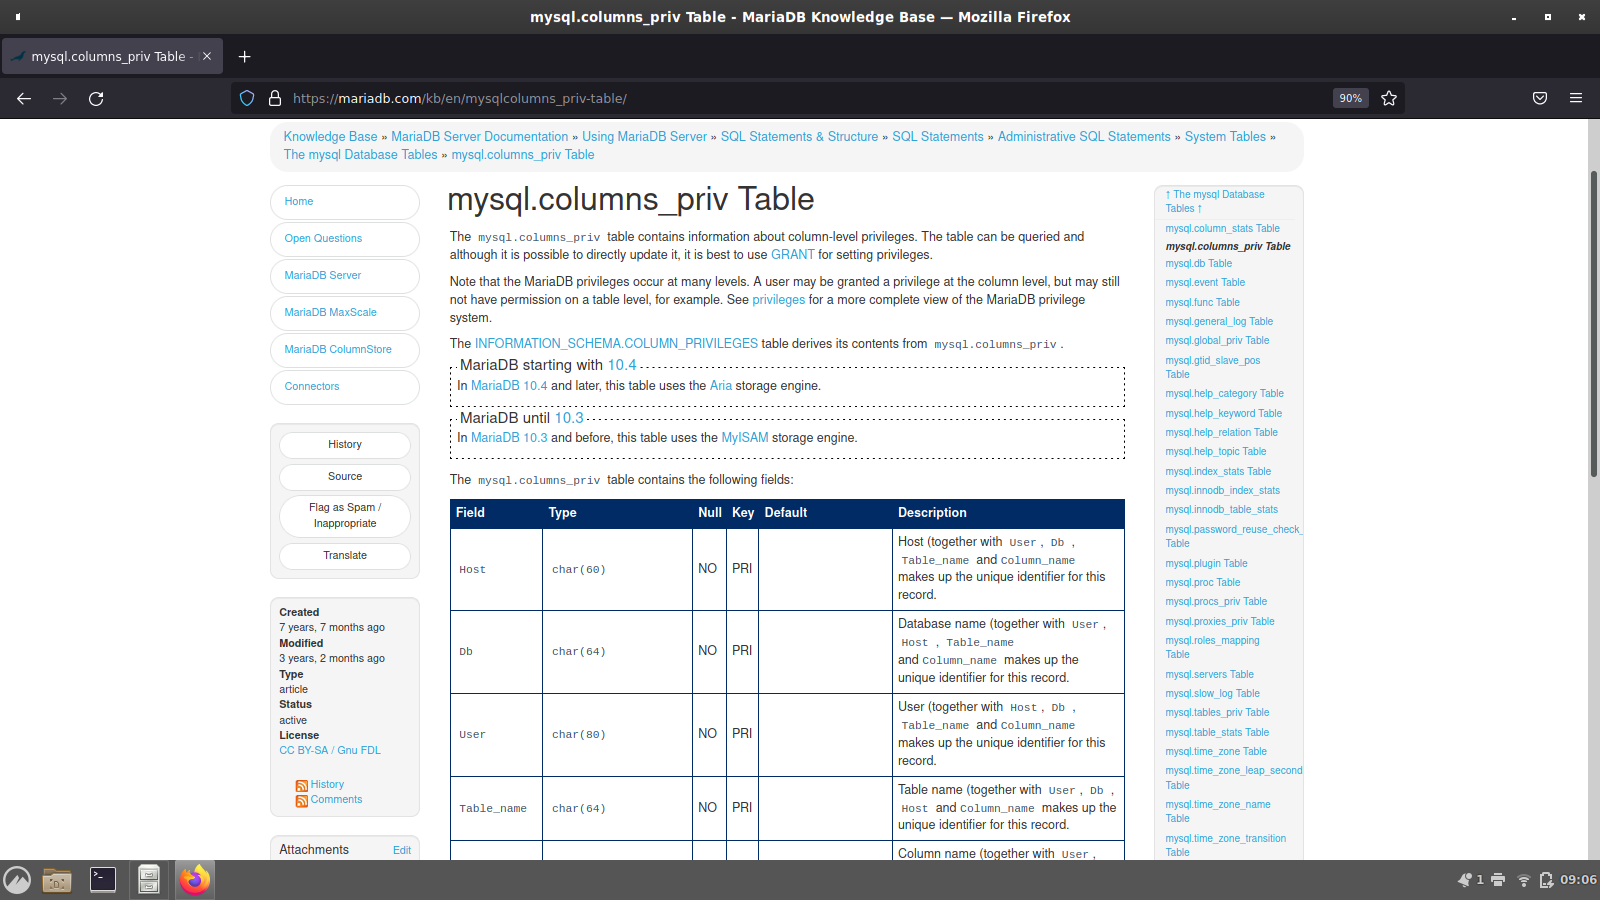 mysql.columns_priv Table - MariaDB Knowledge Base — Mozilla Firefox
mysql.columns_priv Table -
https://mariadb.com/kb/en/mysqlcolumns_priv-table/
90%
Knowledge Base » MariaDB Server Documentation » Using MariaDB Server » SQL Statements & Structure » SQL Statements » Administrative SQL Statements » System Tables »
The mysql Database Tables » mysql.columns_priv Table
Home
Open Questions
MariaDB Server
MariaDB MaxScale
MariaDB ColumnStore
Connectors
History
Source
Flag as Spam /
Inappropriate
Translate
Created
7 years, 7 months ago
Modified
3 years, 2 months ago
Type
article
Status
active
License
CC BY-SA / Gnu FDL
History
Comments
Attachments Edit
mysql.columns_priv Table
The mysql.columns_priv table contains information about column-level privileges. The table can be queried and
although it is possible to directly update it, it is best to use GRANT for setting privileges.
Note that the MariaDB privileges occur at many levels. A user may be granted a privilege at the column level, but may still
not have permission on a table level, for example. See privileges for a more complete view of the MariaDB privilege
system.
The INFORMATION_SCHEMA.COLUMN_PRIVILEGES table derives its contents from mysql.columns_priv.
MariaDB starting with 10.4
In MariaDB 10.4 and later, this table uses the Aria storage engine.
MariaDB until 10.3
In MariaDB 10.3 and before, this table uses the MyISAM storage engine.
The mysql.columns_priv table contains the following fields:
Field Type Null Key Default Description
Host char(60) NO PRI Host (together with User, Db,
Table_name and Column_name
makes up the unique identifier for this
record.
Db char(64) NO PRI Database name (together with User,
Host, Table_name
and Column_name makes up the
unique identifier for this record.
User char(80) NO PRI User (together with Host, Db,
Table_name and Column_name
makes up the unique identifier for this
record.
Table_name char(64) NO PRI Table name (together with User, Db,
Host and Column_name makes up the
unique identifier for this record.
Column name (together with User,
↑ The mysql Database
Tables ↑
mysql.column_stats Table
mysql.columns_priv Table
mysql.db Table
mysql.event Table
mysql.func Table
mysql.general_log Table
mysql.global_priv Table
mysql.gtid_slave_pos
Table
mysql.help_category Table
mysql.help_keyword Table
mysql.help_relation Table
mysql.help_topic Table
mysql.index_stats Table
mysql.innodb_index_stats
mysql.innodb_table_stats
mysql.password_reuse_check_
Table
mysql.plugin Table
mysql.proc Table
mysql.procs_priv Table
mysql.proxies_priv Table
mysql.roles_mapping
Table
mysql.servers Table
mysql.slow_log Table
mysql.tables_priv Table
mysql.table_stats Table
mysql.time_zone Table
mysql.time_zone_leap_second
Table
mysql.time_zone_name
Table
mysql.time_zone_transition
Table
1
09:06